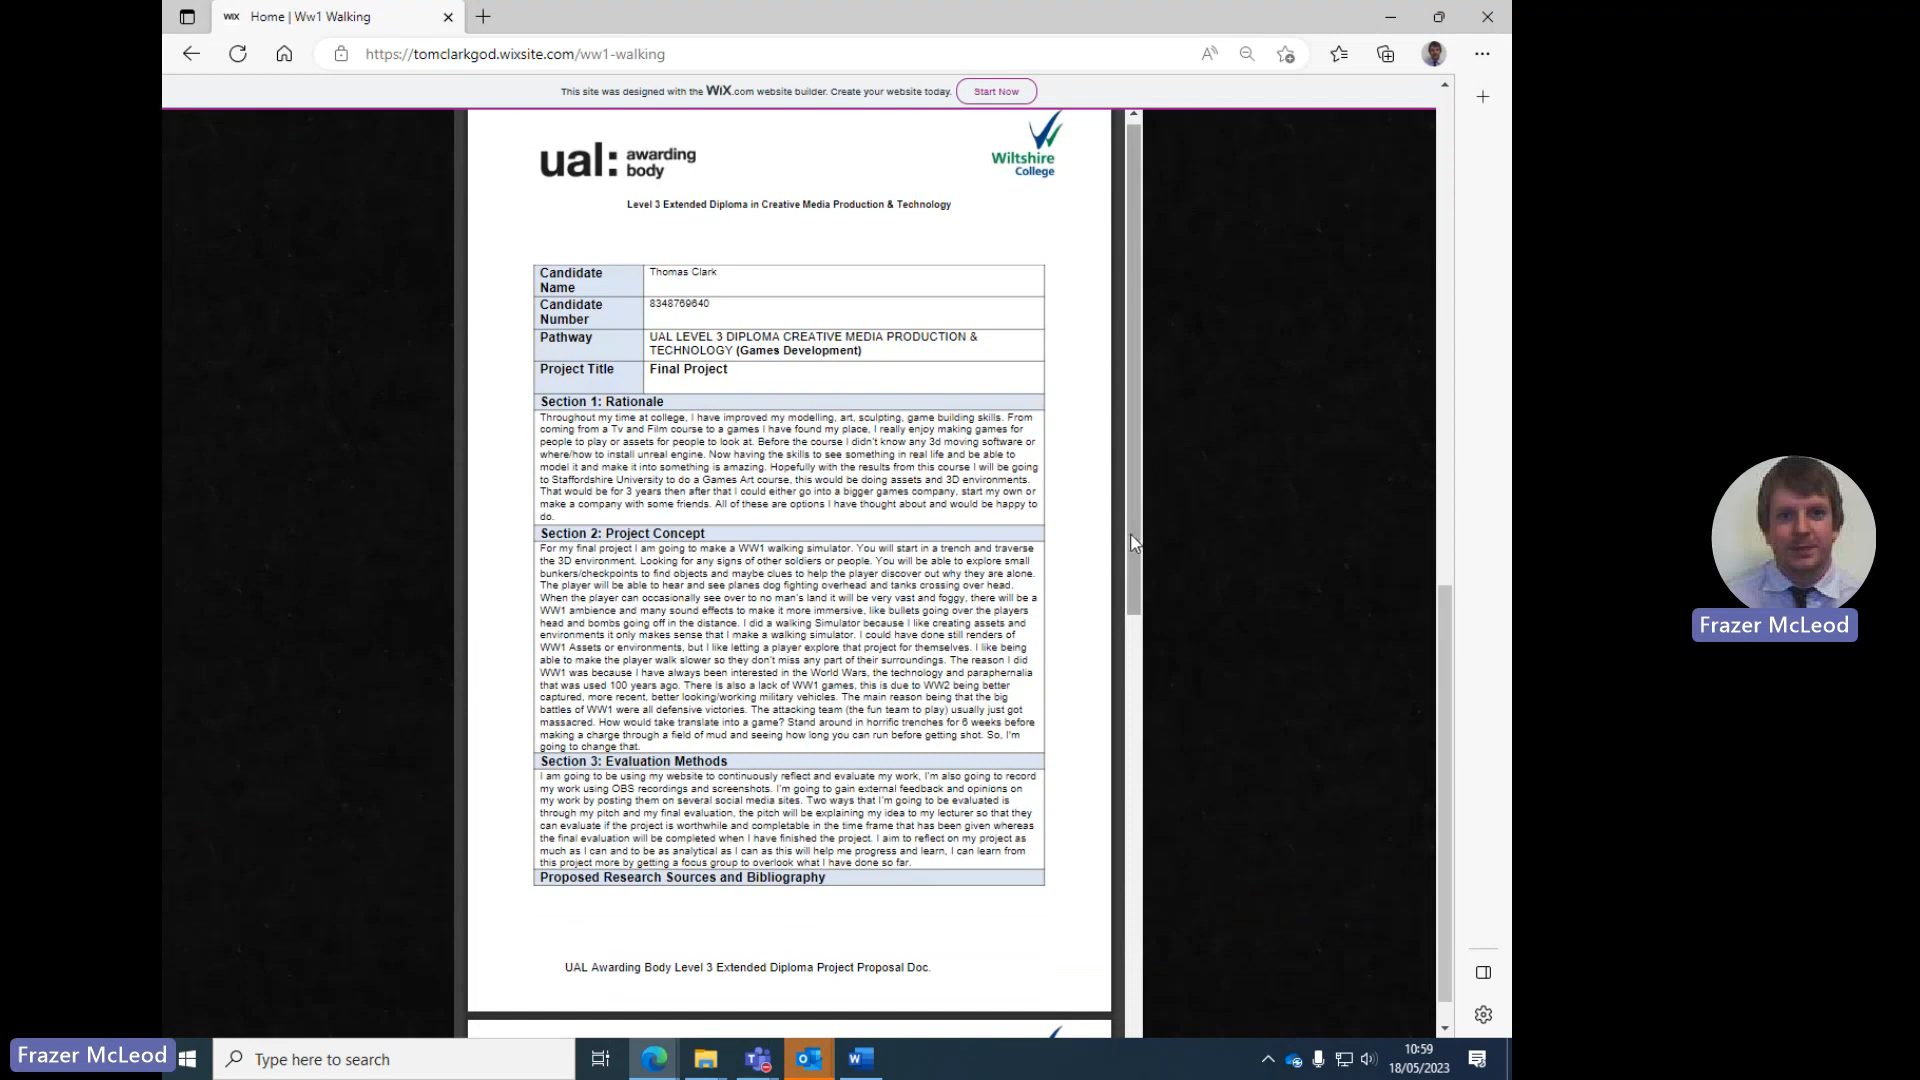 WiX Home | Ww1 Walking
https://tomclarkgod.wixsite.com/ww1-walking
This site was designed with the WiX.com website builder. Create your website today. Start Now
ual: awarding body
Wiltshire College
Level 3 Extended Diploma in Creative Media Production & Technology
Candidate Name
Thomas Clark
Candidate Number
8348769640
Pathway
UAL LEVEL 3 DIPLOMA CREATIVE MEDIA PRODUCTION &
TECHNOLOGY (Games Development)
Project Title
Final Project
Section 1: Rationale
Throughout my time at college, I have improved my modelling, art, sculpting, game building skills. From
coming from a Tv and Film course to a games I have found my place, I really enjoy making games for
people to play or assets for people to look at. Before the course I didn't know any 3d moving software or
where/how to install unreal engine. Now having the skills to see something in real life and be able to
model it and make it into something is amazing. Hopefully with the results from this course I will be going
to Staffordshire University to do a Games Art course, this would be doing assets and 3D environments.
That would be for 3 years then after that I could either go into a bigger games company, start my own or
make a company with some friends. All of these are options I have thought about and would be happy to
do.
Section 2: Project Concept
For my final project I am going to make a WW1 walking simulator. You will start in a trench and traverse
the 3D environment. Looking for any signs of other soldiers or people. You will be able to explore small
bunkers/checkpoints to find objects and maybe clues to help the player discover out why they are alone.
The player will be able to hear and see planes dog fighting overhead and tanks crossing over head.
When the player can occasionally see over to no man's land it will be very vast and foggy, there will be a
WW1 ambience and many sound effects to make it more immersive, like bullets going over the players
head and bombs going off in the distance. I did a walking Simulator because I like creating assets and
environments it only makes sense that I make a walking simulator. I could have done still renders of
WW1 Assets or environments, but I like letting a player explore that project for themselves. I like being
able to make the player walk slower so they don't miss any part of their surroundings. The reason I did
WW1 was because I have always been interested in the World Wars, the technology and paraphernalia
that was used 100 years ago. There is also a lack of WW1 games, this is due to WW2 being better
captured, more recent, better looking/working military vehicles. The main reason being that the big
battles of WW1 were all defensive victories. The attacking team (the fun team to play) usually just got
massacred. How would take translate into a game? Stand around in horrific trenches for 6 weeks before
making a charge through a field of mud and seeing how long you can run before getting shot. So, I'm
going to change that.
Section 3: Evaluation Methods
I am going to be using my website to continuously reflect and evaluate my work, I'm also going to record
my work using OBS recordings and screenshots. I'm going to gain external feedback and opinions on
my work by posting them on several social media sites. Two ways that I'm going to be evaluated is
through my pitch and my final evaluation, the pitch will be explaining my idea to my lecturer so that they
can evaluate if the project is worthwhile and completable in the time frame that has been given whereas
the final evaluation will be completed when I have finished the project. I aim to reflect on my project as
much as I can and to be as analytical as I can as this will help me progress and learn, I can learn from
this project more by getting a focus group to overlook what I have done so far.
Proposed Research Sources and Bibliography
UAL Awarding Body Level 3 Extended Diploma Project Proposal Doc.
Frazer McLeod
Frazer McLeod
Type here to search
10:59
18/05/2023